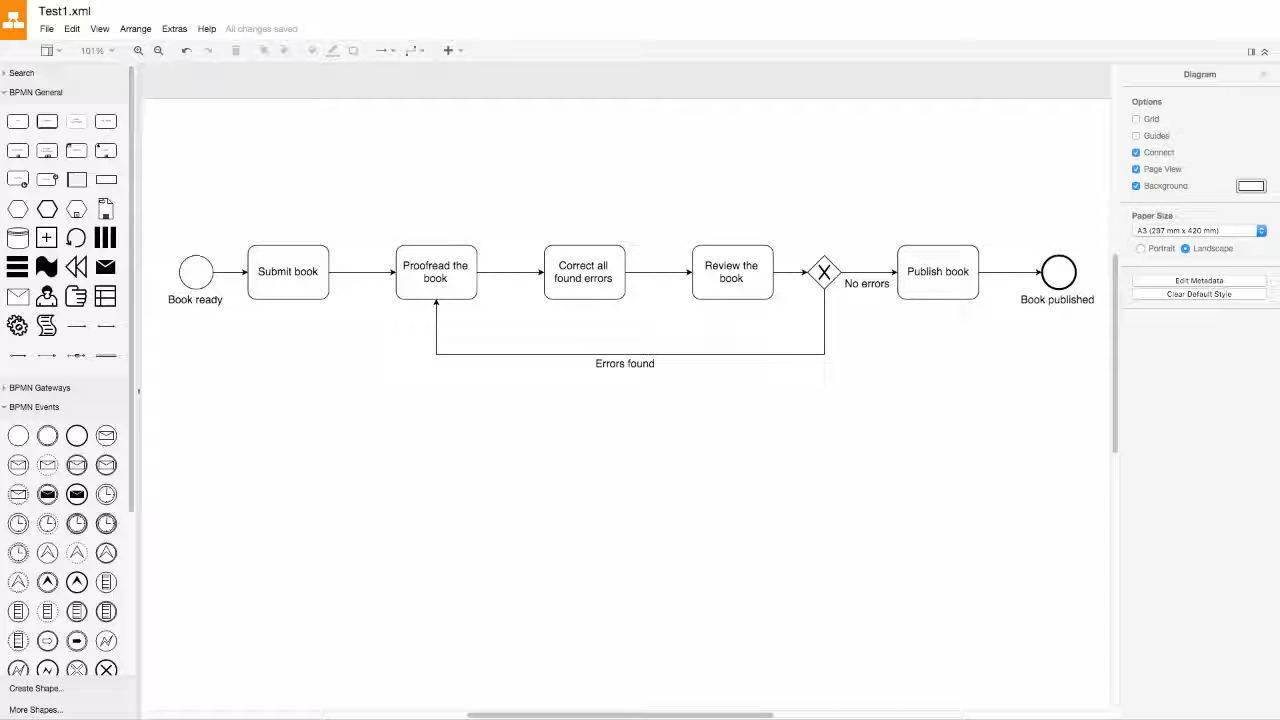 Test1.xml
File Edit View Arrange Extras Help All changes saved
101%
Search
BPMN General
BPMN Gateways
BPMN Events
Create Shape...
More Shapes...
Submit book
Proofread the
book
Correct all
found errors
Review the
book
X
Publish book
No errors
Book ready
Book published
Errors found
Diagram
Options
Grid
Guides
Connect
Page View
Background
Paper Size
A3 (297 mm x 420 mm)
Portrait Landscape
Edit Metadata
Clear Default Style